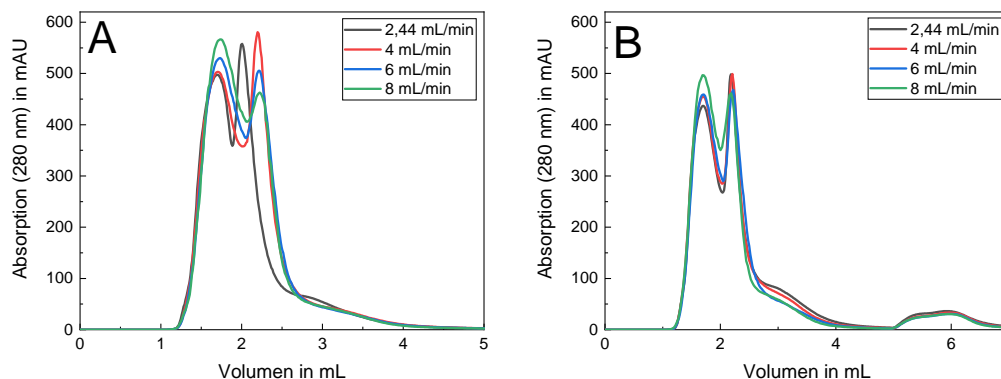 A
2,44 mL/min
4 mL/min
6 mL/min
8 mL/min
Absorption (280 nm) in mAU
600
500
400
300
200
100
0
0 1 2 3 4 5
Volumen in mL
B
2,44 mL/min
4 mL/min
6 mL/min
8 mL/min
Absorption (280 nm) in mAU
600
500
400
300
200
100
0
0 2 4 6
Volumen in mL